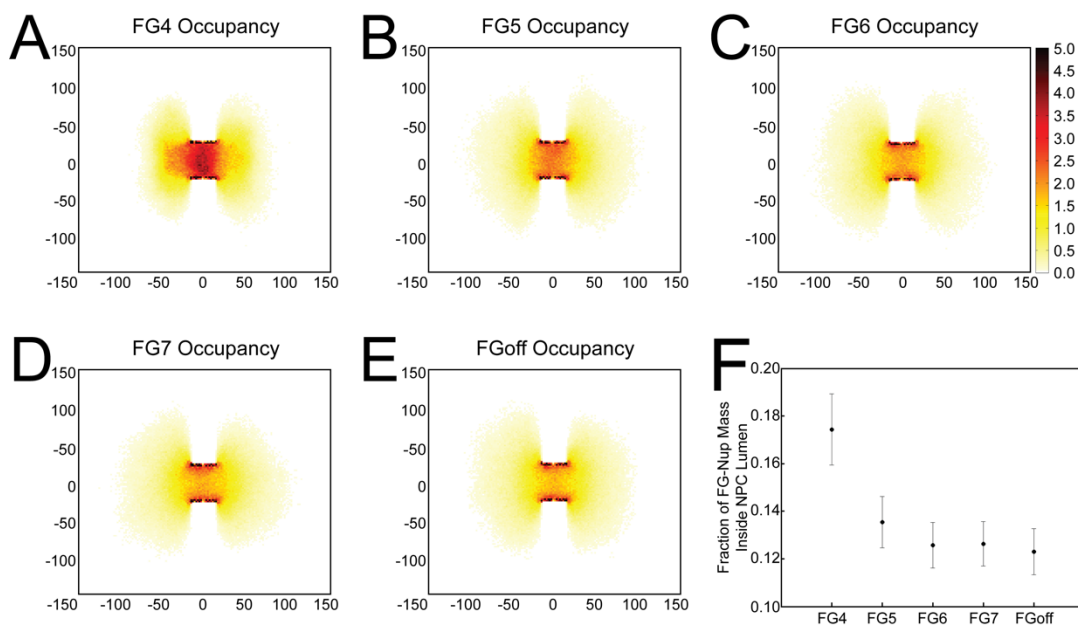 A
FG4 Occupancy
150
100
-50
0
-50
-100
-150 -100 -50 0 50 100 150
B
FG5 Occupancy
150
100
-50
0
-50
-100
-150 -100 -50 0 50 100 150
C
FG6 Occupancy
150
100
-50
0
-50
-100
-150 -100 -50 0 50 100 150
5.0
4.5
4.0
3.5
3.0
2.5
2.0
1.5
1.0
0.5
0.0
D
FG7 Occupancy
150
100
-50
0
-50
-100
-150 -100 -50 0 50 100 150
E
FGoff Occupancy
150
100
-50
0
-50
-100
-150 -100 -50 0 50 100 150
F
Fraction of FG-Nup Mass
Inside NPC Lumen
0.20
0.18
0.16
0.14
0.12
0.10
FG4 FG5 FG6 FG7 FGoff